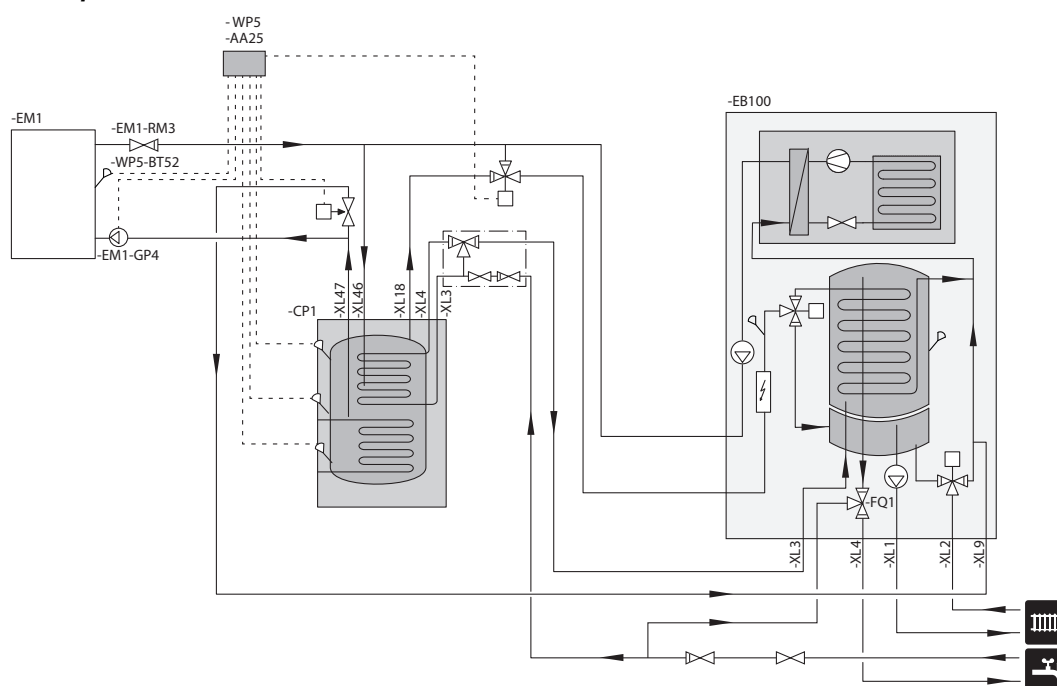 - WP5
-AA25
-EM1
-EM1-RM3
-WP5-BT52
-EM1-GP4
-EB100
-CP1
-XL47
-XL46
-XL18
-XL4
-XL3
-FQ1
-XL3
-XL4
-XL1
-XL2
-XL9